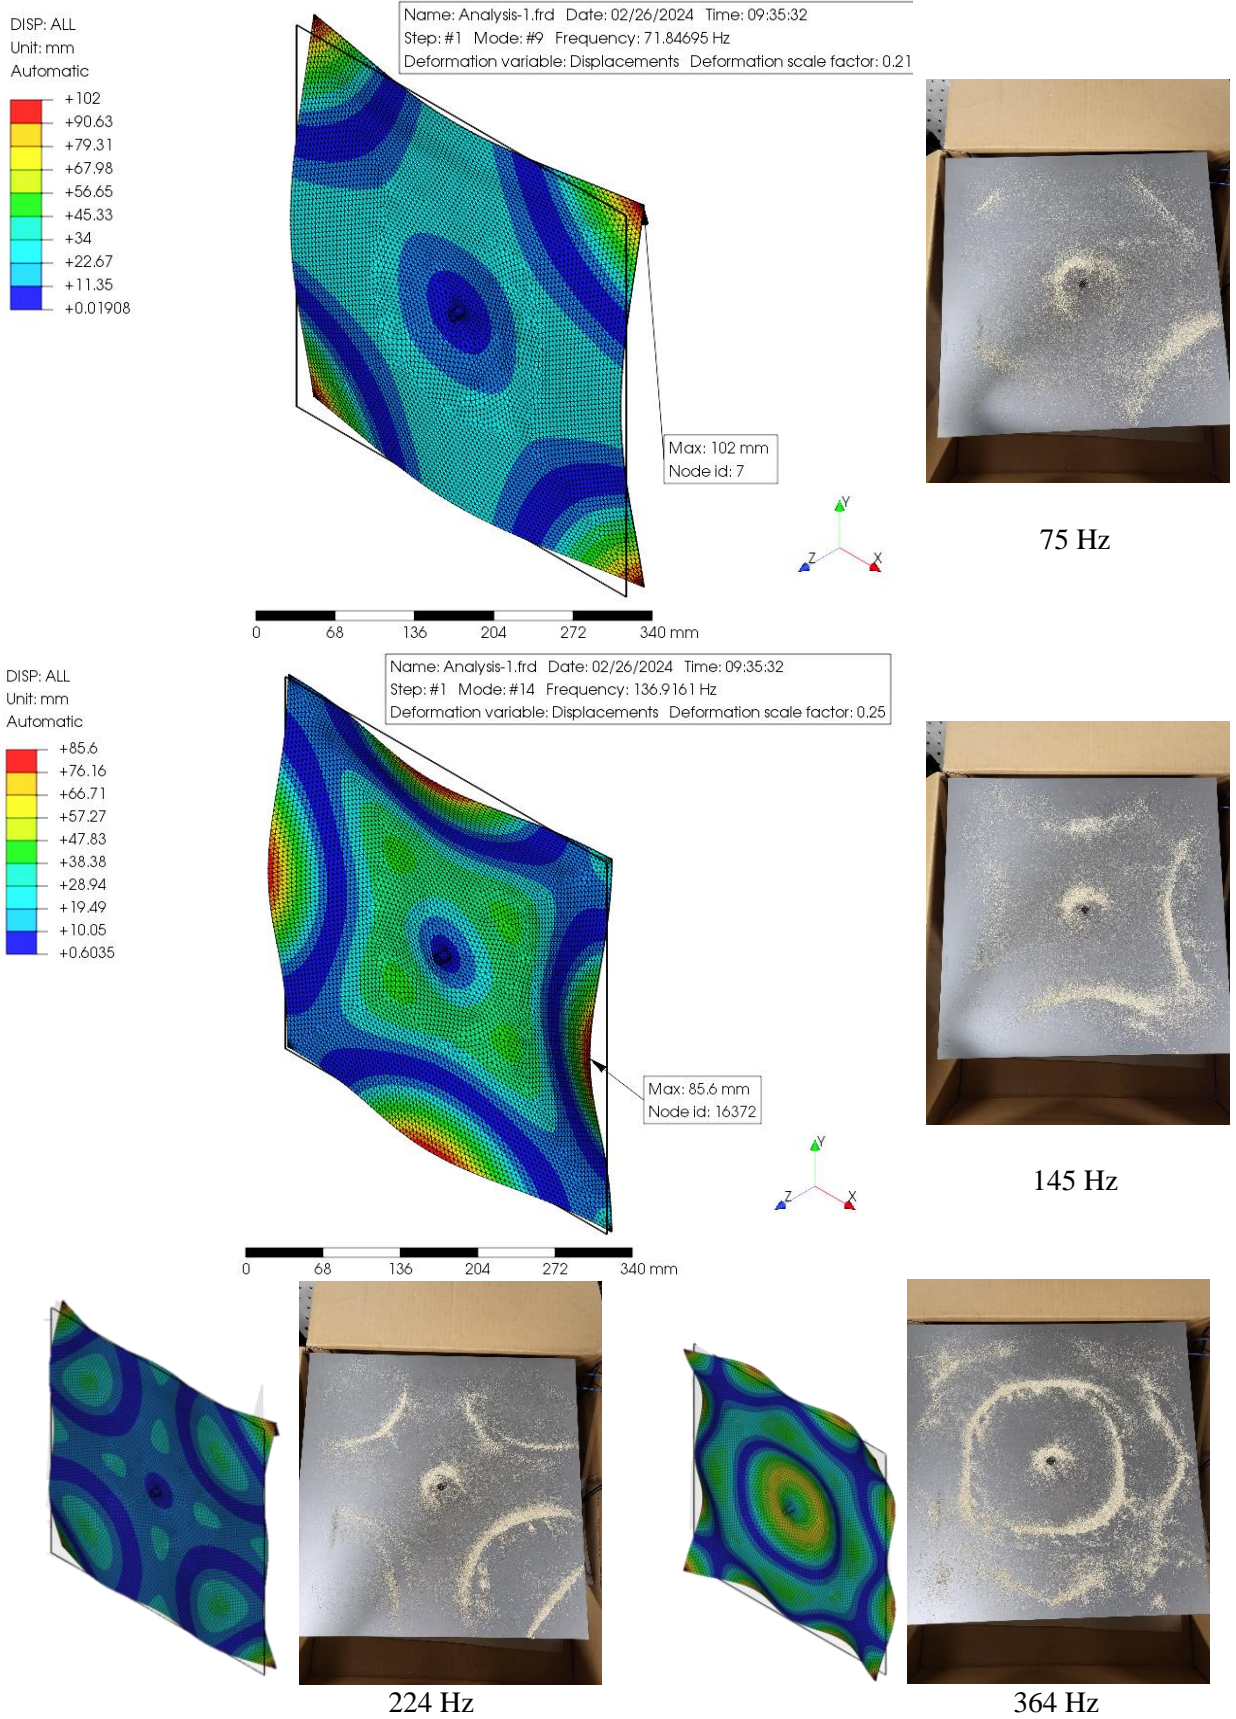 DISP: ALL
Unit: mm
Automatic
+102
+90.63
+79.31
+67.98
+56.65
+45.33
+34
+22.67
+11.35
+0.01908
Name: Analysis-1.frd Date: 02/26/2024 Time: 09:35:32
Step: #1 Mode: #9 Frequency: 71.84695 Hz
Deformation variable: Displacements Deformation scale factor: 0.21
Max: 102 mm
Node id: 7
Y
Z
X
0 68 136 204 272 340 mm
75 Hz
DISP: ALL
Unit: mm
Automatic
+85.6
+76.16
+66.71
+57.27
+47.83
+38.38
+28.94
+19.49
+10.05
+0.6035
Name: Analysis-1.frd Date: 02/26/2024 Time: 09:35:32
Step: #1 Mode: #14 Frequency: 136.9161 Hz
Deformation variable: Displacements Deformation scale factor: 0.25
Max: 85.6 mm
Node id: 16372
Y
Z
X
0 68 136 204 272 340 mm
145 Hz
224 Hz
364 Hz